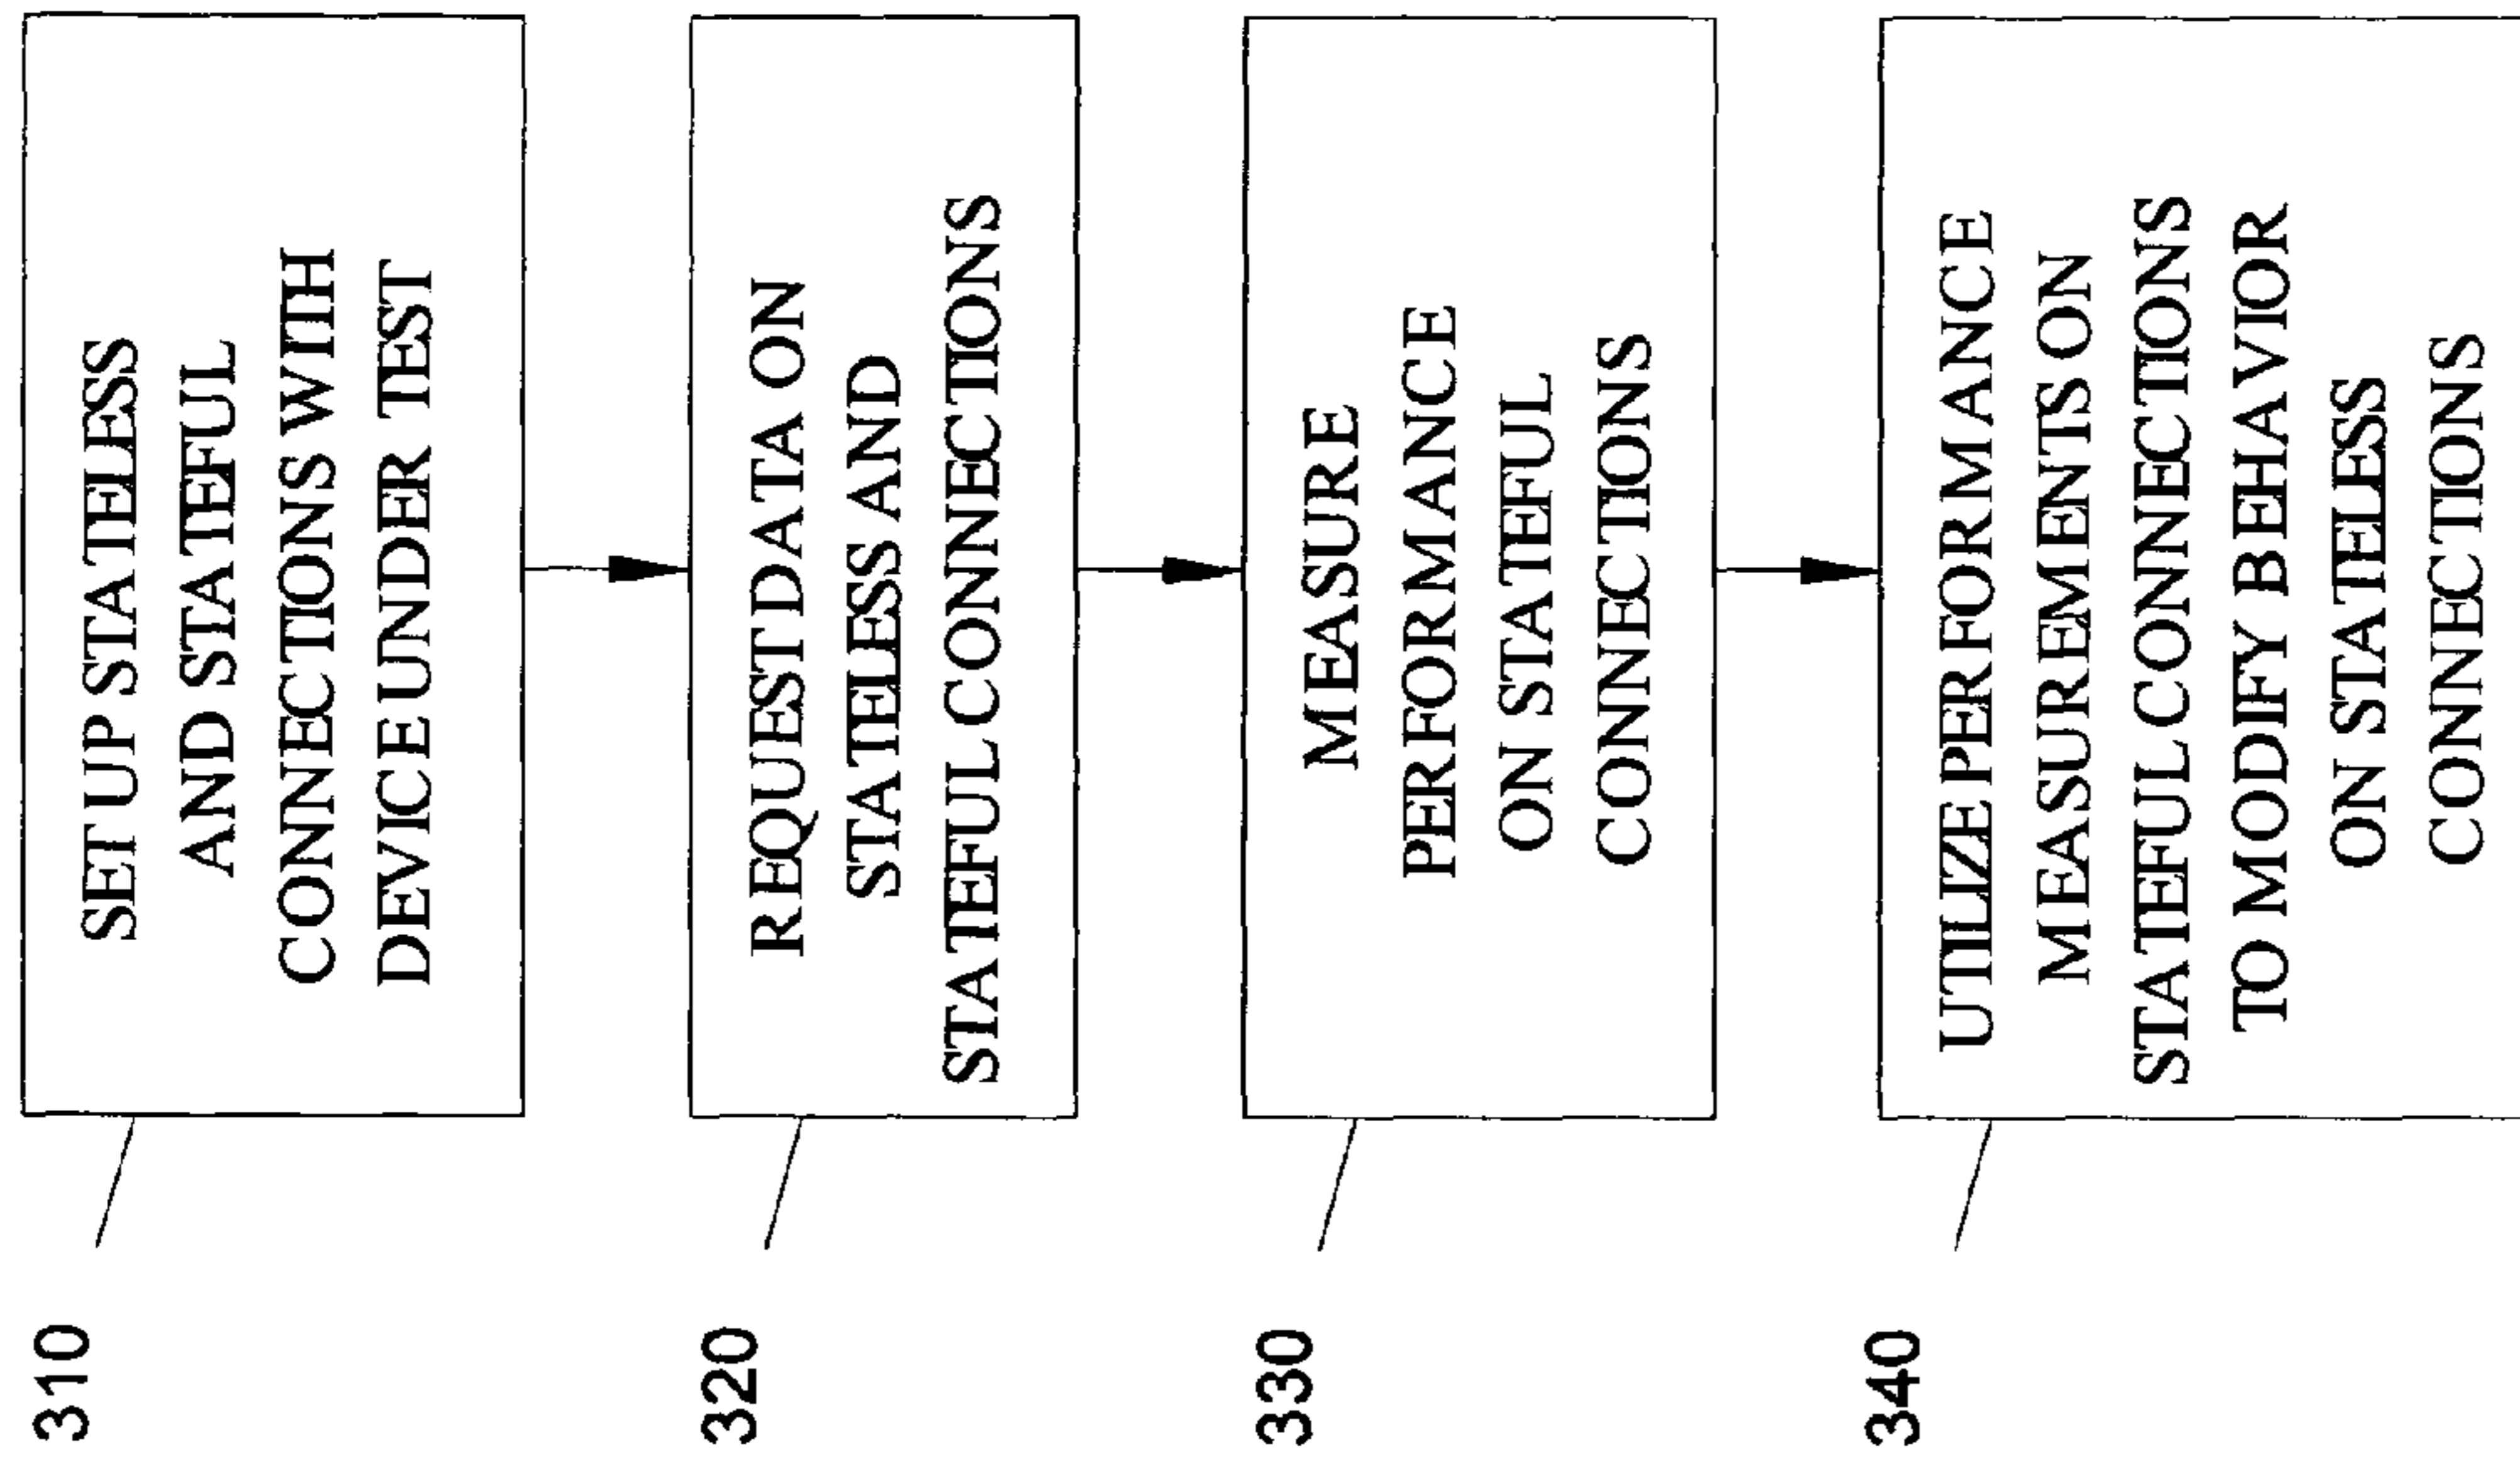 310
SET UP STATELESS
AND STATEFUL
CONNECTIONS WITH
DEVICE UNDER TEST
320
REQUEST DATA ON
STATELESS AND
STATEFUL CONNECTIONS
330
MEASURE
PERFORMANCE
ON STATEFUL
CONNECTIONS
340
UTILIZE PERFORMANCE
MEASUREMENTS ON
STATEFUL CONNECTIONS
TO MODIFY BEHAVIOR
ON STATELESS
CONNECTIONS